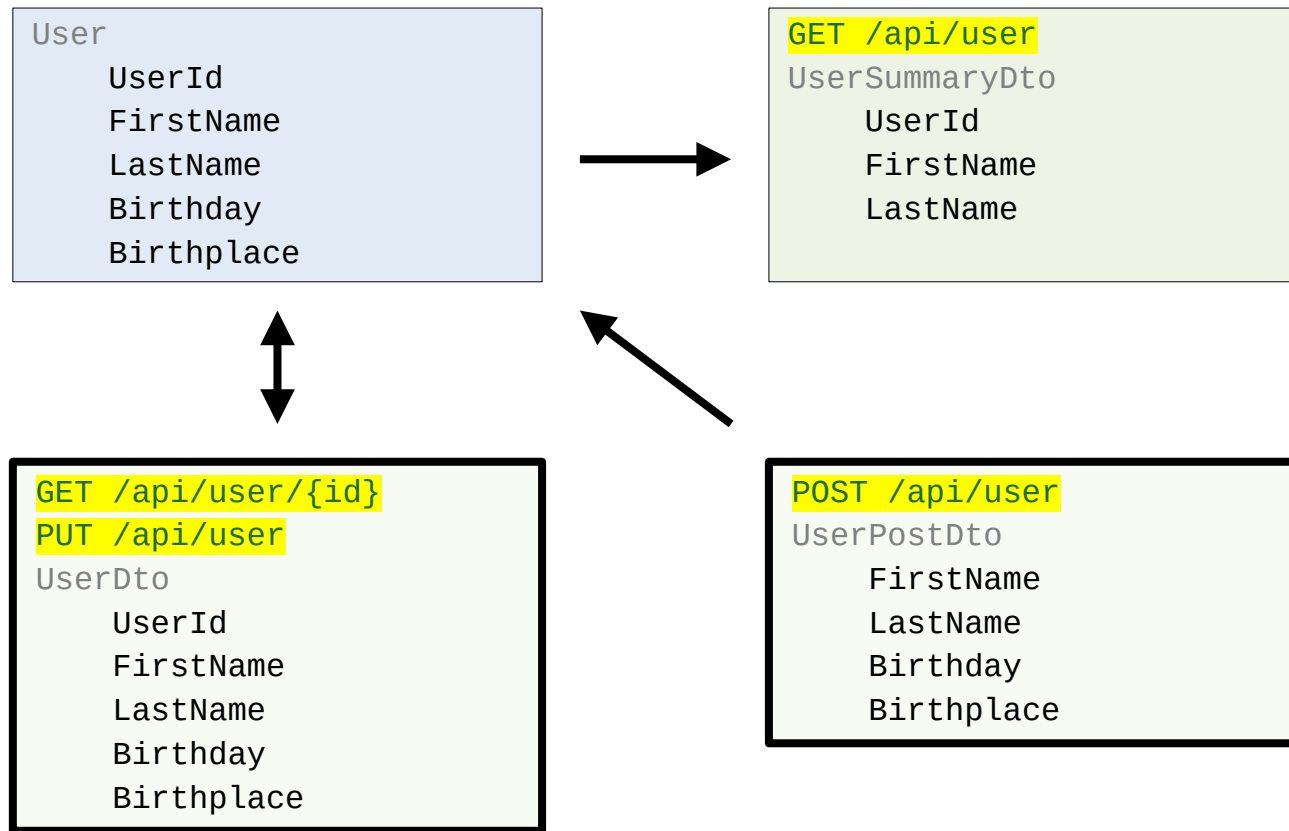 User
UserId
FirstName
LastName
Birthday
Birthplace
GET /api/user
UserSummaryDto
UserId
FirstName
LastName
GET /api/user/{id}
PUT /api/user
UserDto
UserId
FirstName
LastName
Birthday
Birthplace
POST /api/user
UserPostDto
FirstName
LastName
Birthday
Birthplace